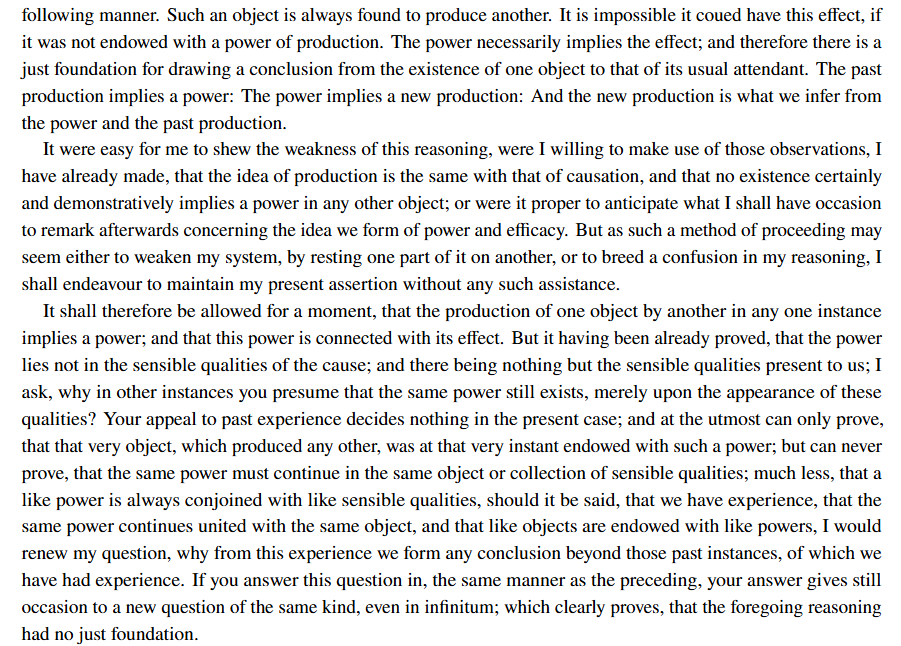 following manner. Such an object is always found to produce another. It is impossible it coued have this effect, if
it was not endowed with a power of production. The power necessarily implies the effect; and therefore there is a
just foundation for drawing a conclusion from the existence of one object to that of its usual attendant. The past
production implies a power: The power implies a new production: And the new production is what we infer from
the power and the past production.
It were easy for me to shew the weakness of this reasoning, were I willing to make use of those observations, I
have already made, that the idea of production is the same with that of causation, and that no existence certainly
and demonstratively implies a power in any other object; or were it proper to anticipate what I shall have occasion
to remark afterwards concerning the idea we form of power and efficacy. But as such a method of proceeding may
seem either to weaken my system, by resting one part of it on another, or to breed a confusion in my reasoning, I
shall endeavour to maintain my present assertion without any such assistance.
It shall therefore be allowed for a moment, that the production of one object by another in any one instance
implies a power; and that this power is connected with its effect. But it having been already proved, that the power
lies not in the sensible qualities of the cause; and there being nothing but the sensible qualities present to us; I
ask, why in other instances you presume that the same power still exists, merely upon the appearance of these
qualities? Your appeal to past experience decides nothing in the present case; and at the utmost can only prove,
that that very object, which produced any other, was at that very instant endowed with such a power; but can never
prove, that the same power must continue in the same object or collection of sensible qualities; much less, that a
like power is always conjoined with like sensible qualities, should it be said, that we have experience, that the
same power continues united with the same object, and that like objects are endowed with like powers, I would
renew my question, why from this experience we form any conclusion beyond those past instances, of which we
have had experience. If you answer this question in, the same manner as the preceding, your answer gives still
occasion to a new question of the same kind, even in infinitum; which clearly proves, that the foregoing reasoning
had no just foundation.